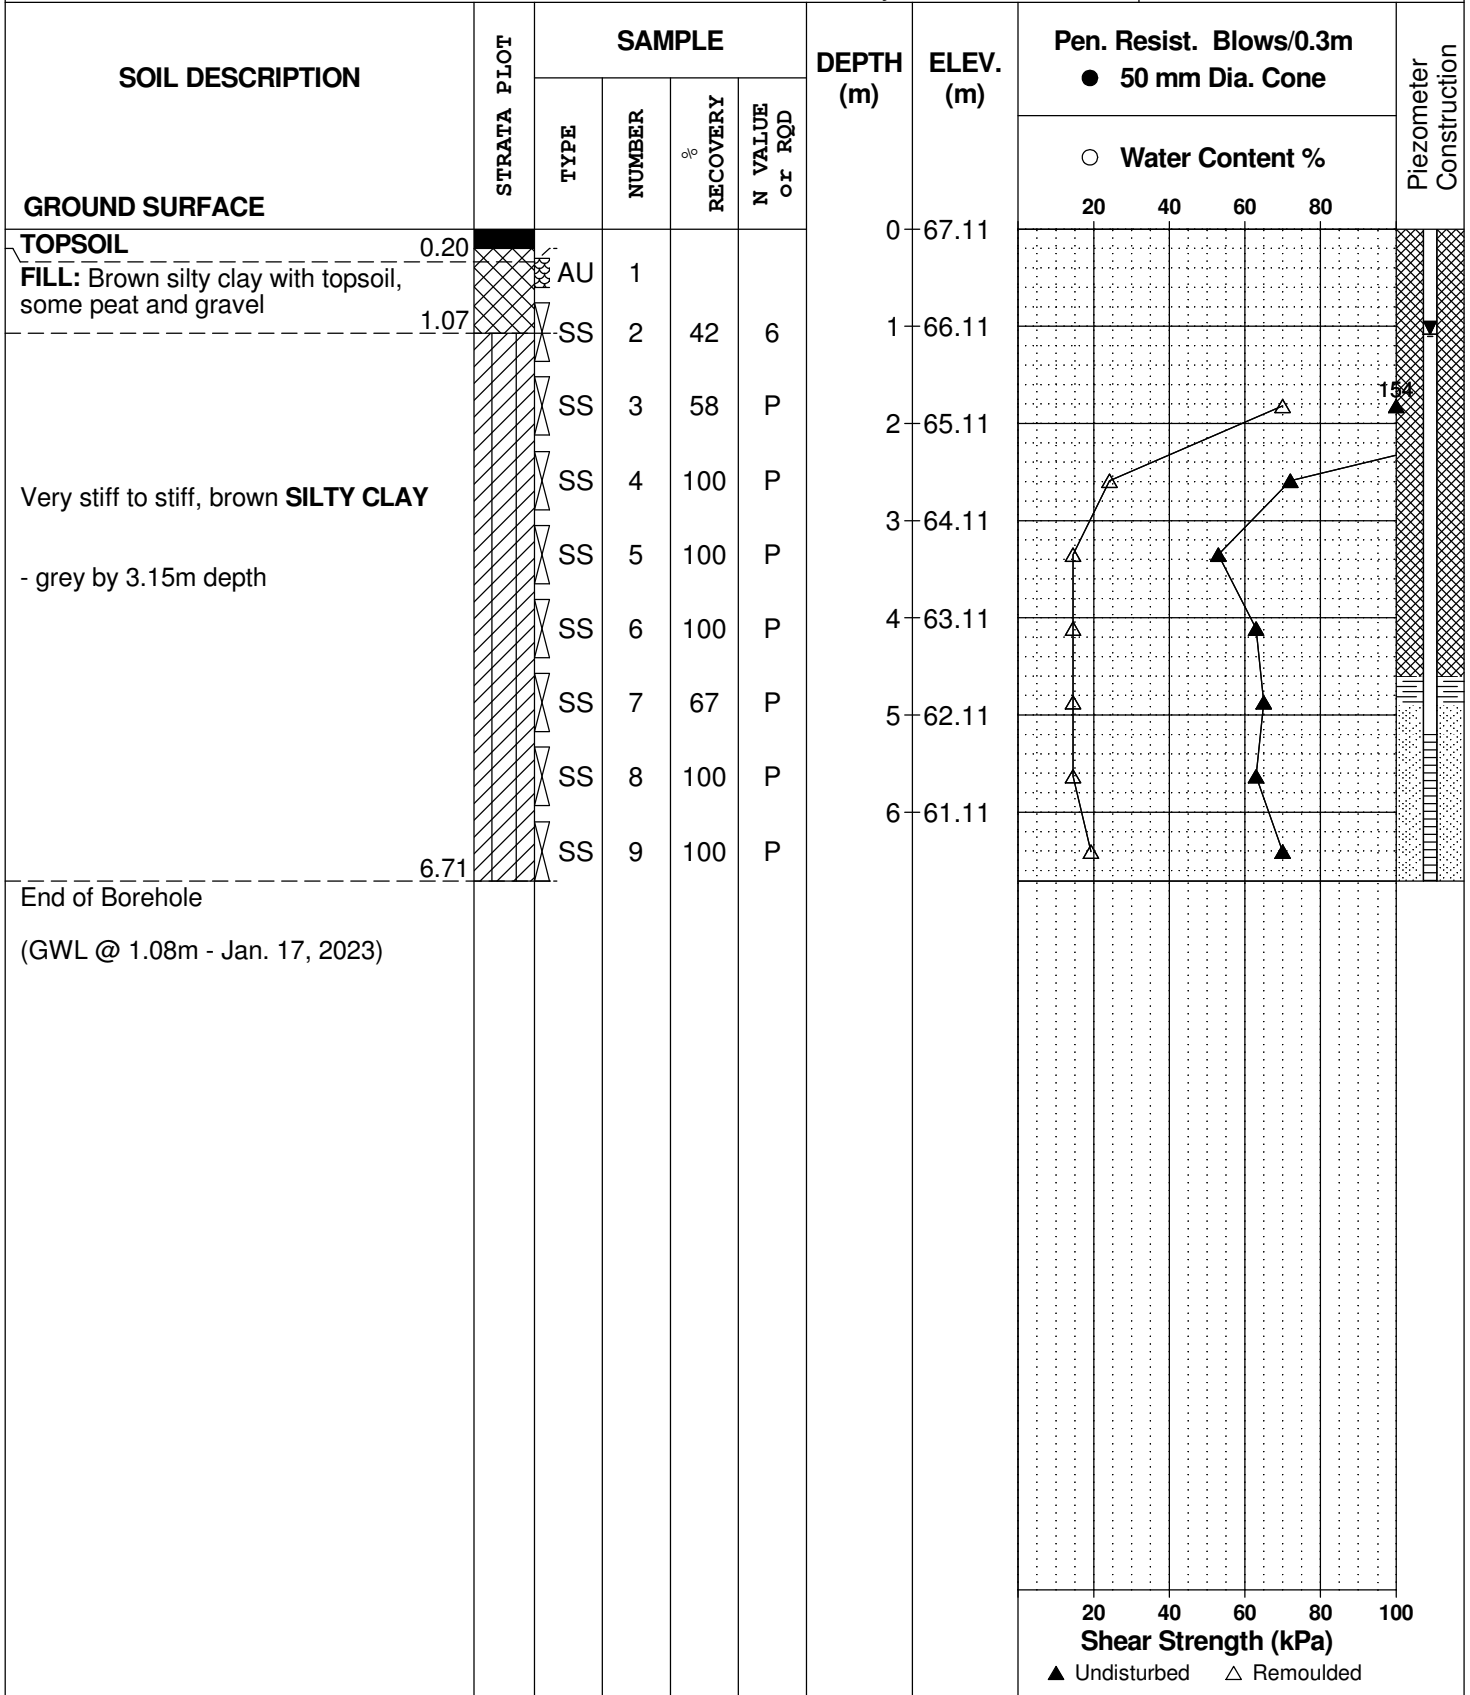 SOIL DESCRIPTION
GROUND SURFACE
STRATA PLOT
SAMPLE
TYPE
NUMBER
% RECOVERY
N VALUE or RQD
DEPTH (m)
ELEV. (m)
Pen. Resist. Blows/0.3m
● 50 mm Dia. Cone
○ Water Content %
20 40 60 80
Piezometer Construction
TOPSOIL 0.20
FILL: Brown silty clay with topsoil,
some peat and gravel
1.07
Very stiff to stiff, brown SILTY CLAY
- grey by 3.15m depth
6.71
End of Borehole
(GWL @ 1.08m - Jan. 17, 2023)
AU 1
SS 2 42 6
SS 3 58 P
SS 4 100 P
SS 5 100 P
SS 6 100 P
SS 7 67 P
SS 8 100 P
SS 9 100 P
0 67.11
1 66.11
2 65.11
3 64.11
4 63.11
5 62.11
6 61.11
154
20 40 60 80 100
Shear Strength (kPa)
▲ Undisturbed △ Remoulded